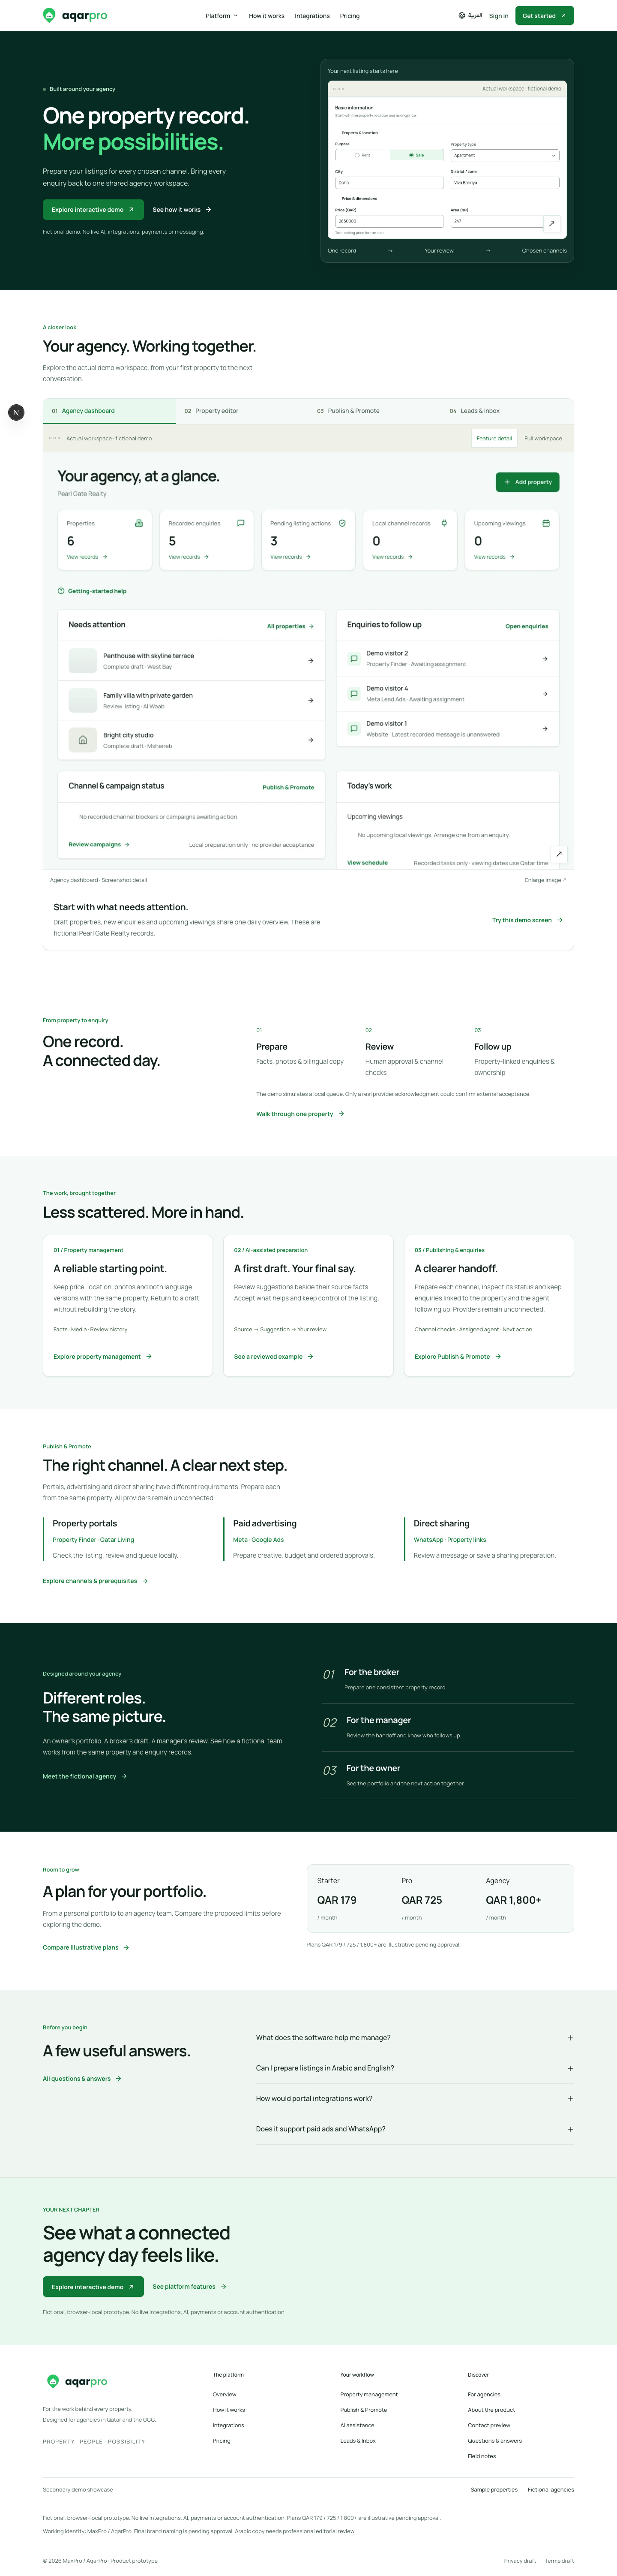 aqarpro
Platform
How it works
Integrations
Pricing
العربية
Sign in
Get started
Built around your agency
One property record.
More possibilities.
Prepare your listings for every chosen channel. Bring every
enquiry back to one shared agency workspace.
Explore interactive demo
See how it works
Fictional demo. No live AI, integrations, payments or messaging.
Your next listing starts here
Actual workspace · fictional demo
Basic information
Property & location
Purpose
Rent
Sale
Property type
Apartment
City
Doha
District / zone
Viva Bahriya
Price & dimensions
Price (QAR)
Area (m²)
247
Total asking price for the sale
One record
→
Your review
→
Chosen channels
A closer look
Your agency. Working together.
Explore the actual demo workspace, from your first property to the next
conversation.
01 Agency dashboard
02 Property editor
03 Publish & Promote
04 Leads & Inbox
Actual workspace · fictional demo
Feature detail
Full workspace
Your agency, at a glance.
Pearl Gate Realty
Add property
Properties
6
View records
Recorded enquiries
5
View records
Pending listing actions
3
View records
Local channel records
0
View records
Upcoming viewings
0
View records
Getting-started help
Needs attention
All properties
Penthouse with skyline terrace
Complete draft · West Bay
Family villa with private garden
Review listing · Al Waab
Bright city studio
Complete draft · Msheireb
Enquiries to follow up
Open enquiries
Demo visitor 2
Property Finder · Awaiting assignment
Demo visitor 4
Meta Lead Ads · Awaiting assignment
Demo visitor 1
Website · Latest recorded message is unanswered
Channel & campaign status
Publish & Promote
No recorded channel blockers or campaigns awaiting action.
Review campaigns
Local preparation only · no provider acceptance
Today's work
Upcoming viewings
No upcoming local viewings. Arrange one from an enquiry.
View schedule
Recorded tasks only · viewing dates use Qatar time
Agency dashboard · Screenshot detail
Enlarge image ↗
Start with what needs attention.
Draft properties, new enquiries and upcoming viewings share one daily overview. These are
fictional Pearl Gate Realty records.
Try this demo screen
From property to enquiry
One record.
A connected day.
01
Prepare
Facts, photos & bilingual copy
02
Review
Human approval & channel
checks
03
Follow up
Property-linked enquiries &
ownership
The demo simulates a local queue. Only a real provider acknowledgment could confirm external acceptance.
Walk through one property
The work, brought together
Less scattered. More in hand.
01 / Property management
A reliable starting point.
Keep price, location, photos and both language
versions with the same property. Return to a draft
without rebuilding the story.
Facts · Media · Review history
Explore property management
02 / AI-assisted preparation
A first draft. Your final say.
Review suggestions beside their source facts.
Accept what helps and keep control of the listing.
Source → Suggestion → Your review
See a reviewed example
03 / Publishing & enquiries
A clearer handoff.
Prepare each channel, inspect its status and keep
enquiries linked to the property and the agent
following up. Providers remain unconnected.
Channel checks · Assigned agent · Next action
Explore Publish & Promote
Publish & Promote
The right channel. A clear next step.
Portals, advertising and direct sharing have different requirements. Prepare each
from the same property. All providers remain unconnected.
Property portals
Property Finder · Qatar Living
Check the listing, review and queue locally.
Paid advertising
Meta · Google Ads
Prepare creative, budget and ordered approvals.
Direct sharing
WhatsApp · Property links
Review a message or save a sharing preparation.
Explore channels & prerequisites
Designed around your agency
Different roles.
The same picture.
An owner's portfolio. A broker's draft. A manager's review. See how a fictional team
works from the same property and enquiry records.
Meet the fictional agency
01
For the broker
Prepare one consistent property record.
02
For the manager
Review the handoff and know who follows up.
03
For the owner
See the portfolio and the next action together.
Room to grow
A plan for your portfolio.
From a personal portfolio to an agency team. Compare the proposed limits before
exploring the demo.
Compare illustrative plans
Starter
QAR 179
/ month
Pro
QAR 725
/ month
Agency
QAR 1,800+
/ month
Plans QAR 179 / 725 / 1,800+ are illustrative pending approval.
Before you begin
A few useful answers.
All questions & answers
What does the software help me manage?
Can I prepare listings in Arabic and English?
How would portal integrations work?
Does it support paid ads and WhatsApp?
YOUR NEXT CHAPTER
See what a connected
agency day feels like.
Explore interactive demo
See platform features
Fictional, browser-local prototype. No live integrations, AI, payments or account authentication.
aqarpro
For the work behind every property.
Designed for agencies in Qatar and the GCC.
PROPERTY · PEOPLE · POSSIBILITY
The platform
Overview
How it works
Integrations
Pricing
Your workflow
Property management
Publish & Promote
AI assistance
Leads & Inbox
Discover
For agencies
About the product
Contact preview
Questions & answers
Field notes
Secondary demo showcase
Sample properties
Fictional agencies
Fictional, browser-local prototype. No live integrations, AI, payments or account authentication. Plans QAR 179 / 725 / 1,800+ are illustrative pending approval.
Working identity: MaxPro / AqarPro. Final brand naming is pending approval. Arabic copy needs professional editorial review.
© 2026 MaxPro / AqarPro · Product prototype
Privacy draft
Terms draft